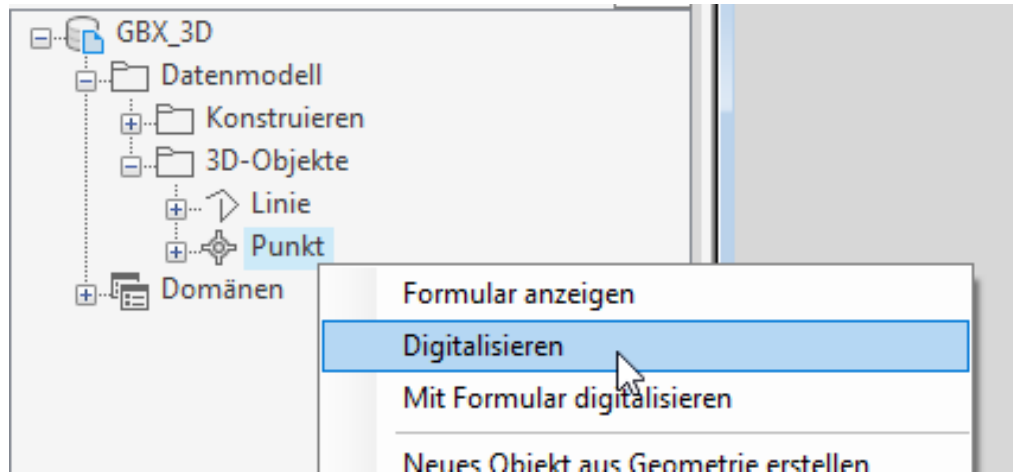 GBX_3D
Datenmodell
Konstruieren
3D-Objekte
Linie
Punkt
Domänen
Formular anzeigen
Digitalisieren
Mit Formular digitalisieren
Neues Objekt aus Geometrie erstellen